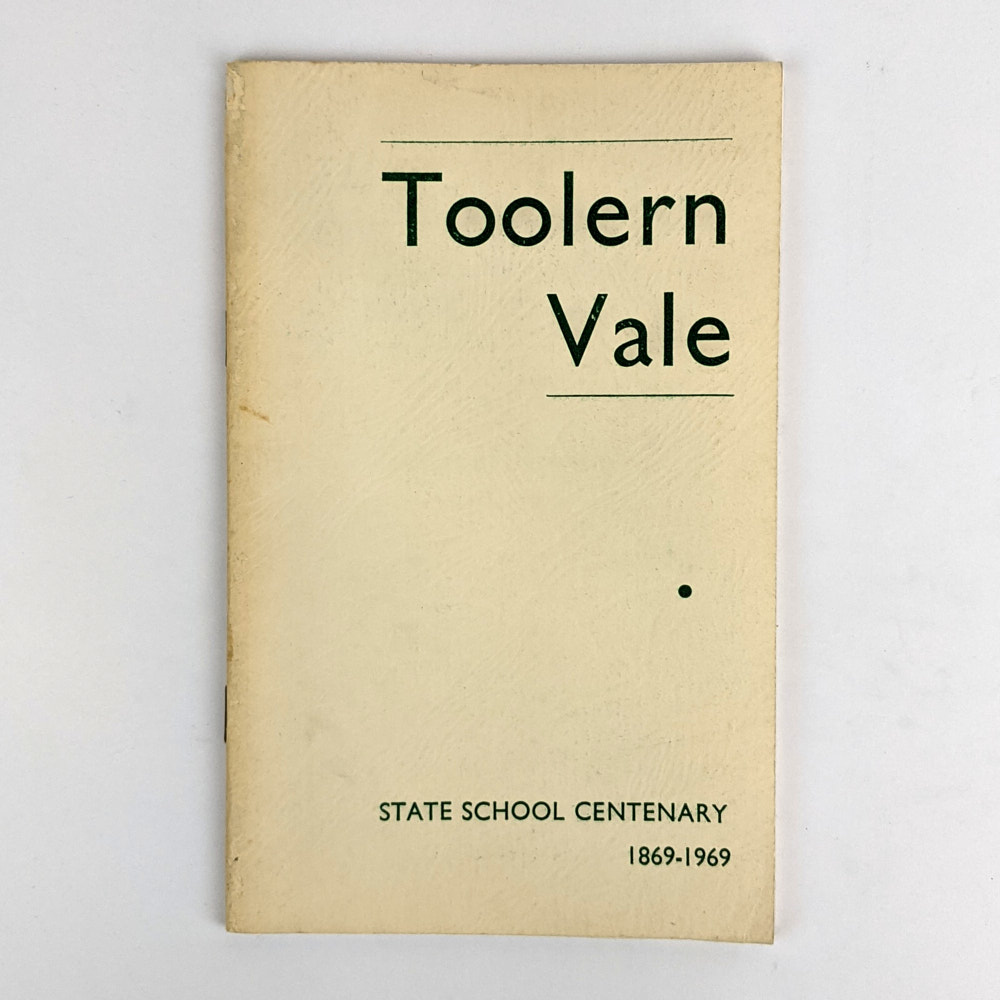 Toolern
Vale
STATE SCHOOL CENTENARY
1869-1969